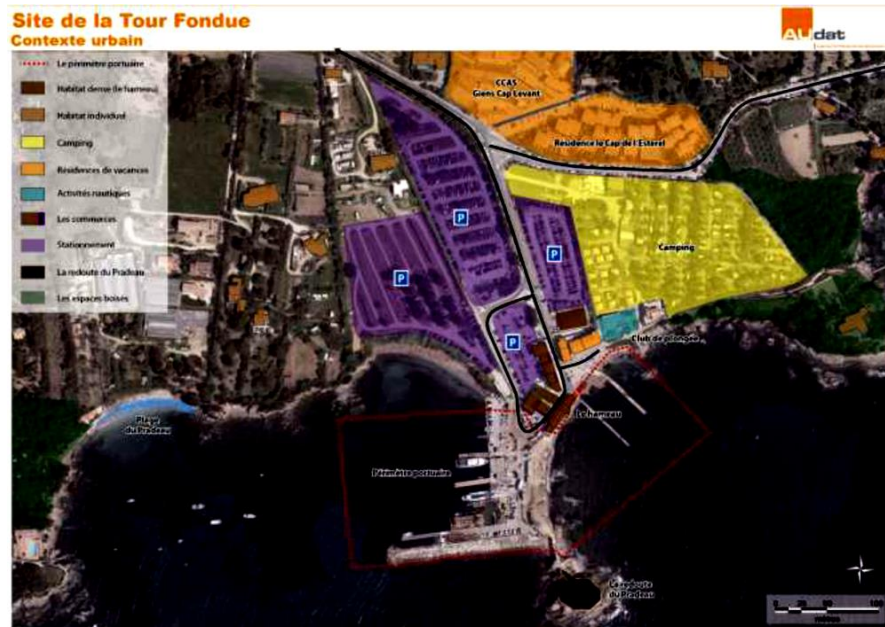 Site de la Tour Fondue
Contexte urbain
AUdat
Le périmètre portuaire
Habitat dense (le hameau)
Habitat individuel
Camping
Résidences de vacances
Activités nautiques
Les commerces
Stationnement
La redoute du Pradeau
Les espaces boisés
CCAS
Giens Cap Levant
Résidence le Cap de l'Esterel
P
P
P
Camping
P
Club de plongée
Le hameau
Plage
du Pradeau
Périmètre portuaire
La redoute
du Pradeau